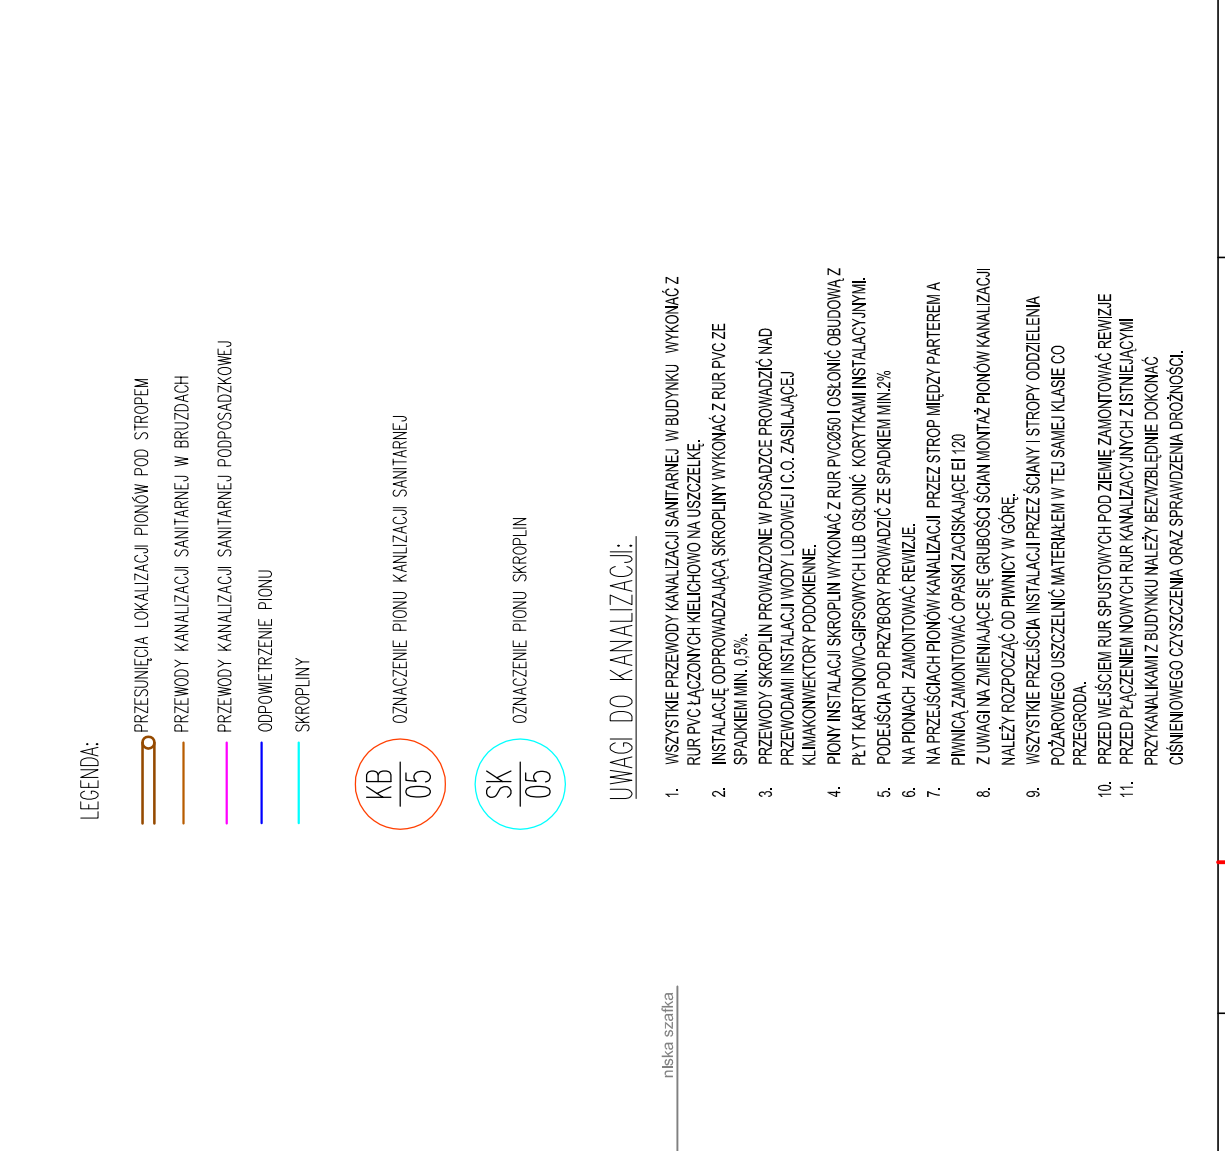 LEGENDA:
PRZESUNIĘCIA LOKALIZACJI PIONÓW POD STROPEM
PRZEWODY KANALIZACJI SANITARNEJ W BRUZDACH
PRZEWODY KANALIZACJI SANITARNEJ PODPOSADZKOWEJ
ODPOWIETRZENIE PIONU
SKROPLINY
KB
05
OZNACZENIE PIONU KANLIZACJI SANITARNEJ
SK
05
OZNACZENIE PIONU SKROPLIN
UWAGI DO KANALIZACJI:
1. WSZYSTKIE PRZEWODY KANALIZACJI SANITARNEJ W BUDYNKU WYKONAĆ Z
RUR PVC ŁĄCZONYCH KIELICHOWO NA USZCZELKĘ.
2. INSTALACJĘ ODPROWADZAJĄCĄ SKROPLINY WYKONAĆ Z RUR PVC ZE
SPADKIEM MIN. 0,5%.
3. PRZEWODY SKROPLIN PROWADZONE W POSADZCE PROWADZIĆ NAD
PRZEWODAMI INSTALACJI WODY LODOWEJ I C.O. ZASILAJĄCEJ
KLIMAKONWEKTORY PODOKIENNE.
4. PIONY INSTALACJI SKROPLIN WYKONAĆ Z RUR PVCØ50 I OSŁONIĆ OBUDOWĄ Z
PŁYT KARTONOWO-GIPSOWYCH LUB OSŁONIĆ KORYTKAMI INSTALACYJNYMI.
5. PODEJŚCIA POD PRZYBORY PROWADZIĆ ZE SPADKIEM MIN.2%
6. NA PIONACH ZAMONTOWAĆ REWIZJE.
7. NA PRZEJŚCIACH PIONÓW KANALIZACJI PRZEZ STROP MIĘDZY PARTEREM A
PIWNICĄ ZAMONTOWAĆ OPASKI ZACISKAJĄCE EI 120
8. Z UWAGI NA ZMIENIAJĄCE SIĘ GRUBOŚCI ŚCIAN MONTAŻ PIONÓW KANALIZACJI
NALEŻY ROZPOCZĄĆ OD PIWNICY W GÓRĘ.
9. WSZYSTKIE PRZEJŚCIA INSTALACJI PRZEZ ŚCIANY I STROPY ODDZIELENIA
POŻAROWEGO USZCZELNIĆ MATERIAŁEM W TEJ SAMEJ KLASIE CO
PRZEGRODA.
10. PRZED WEJŚCIEM RUR SPUSTOWYCH POD ZIEMIĘ ZAMONTOWAĆ REWIZJE
11. PRZED PŁĄCZENIEM NOWYCH RUR KANALIZACYJNYCH Z ISTNIEJĄCYMI
PRZYKANALIKAMI Z BUDYNKU NALEŻY BEZWZBLĘDNIE DOKONAĆ
CIŚNIENIOWEGO CZYSZCZENIA ORAZ SPRAWDZENIA DROŻNOŚCI.
niska szafka